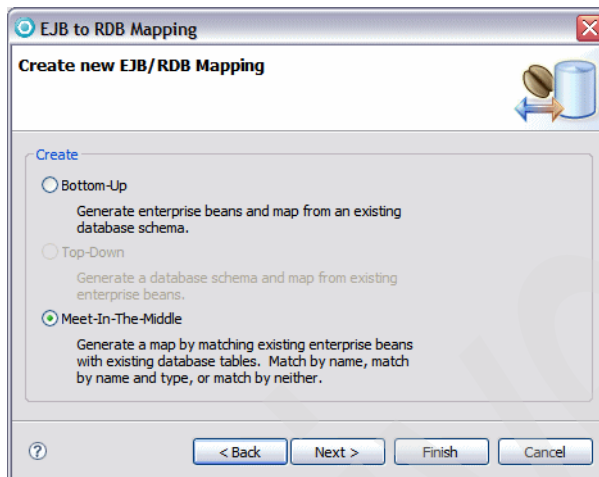 EJB to RDB Mapping
Create new EJB/RDB Mapping
Create
Bottom-Up
Generate enterprise beans and map from an existing
database schema.
Top-Down
Generate a database schema and map from existing
enterprise beans.
Meet-In-The-Middle
Generate a map by matching existing enterprise beans
with existing database tables. Match by name, match
by name and type, or match by neither.
? < Back Next > Finish Cancel